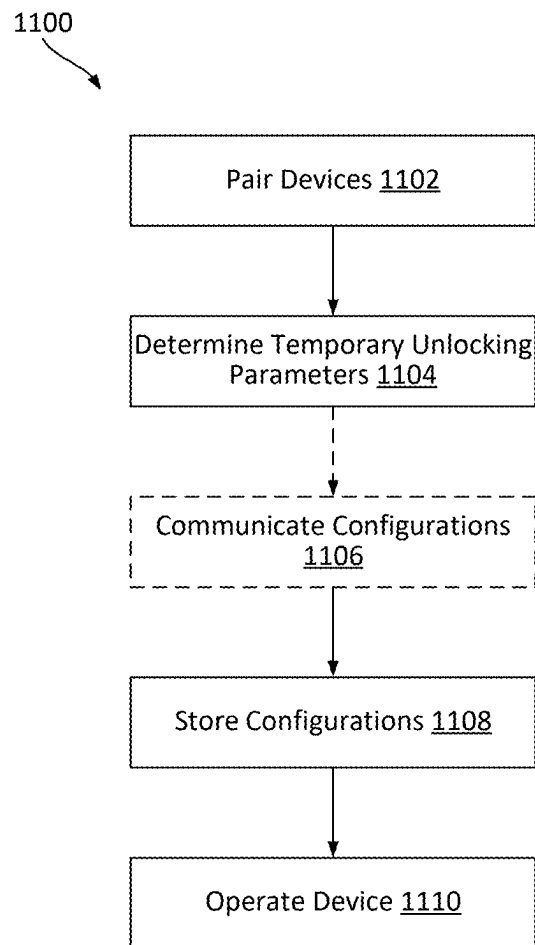 1100
Pair Devices 1102
Determine Temporary Unlocking
Parameters 1104
Communicate Configurations
1106
Store Configurations 1108
Operate Device 1110